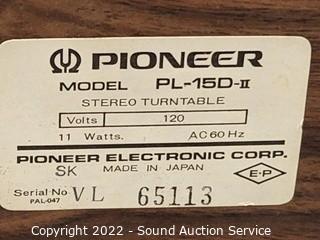 PIONEER
MODEL PL-15D-II
STEREO TURNTABLE
Volts 120
11 Watts. AC 60 Hz
PIONEER ELECTRONIC CORP.
SK MADE IN JAPAN
E·P
Serial No VL 65113
PAL-047
Copyright 2022 - Sound Auction Service